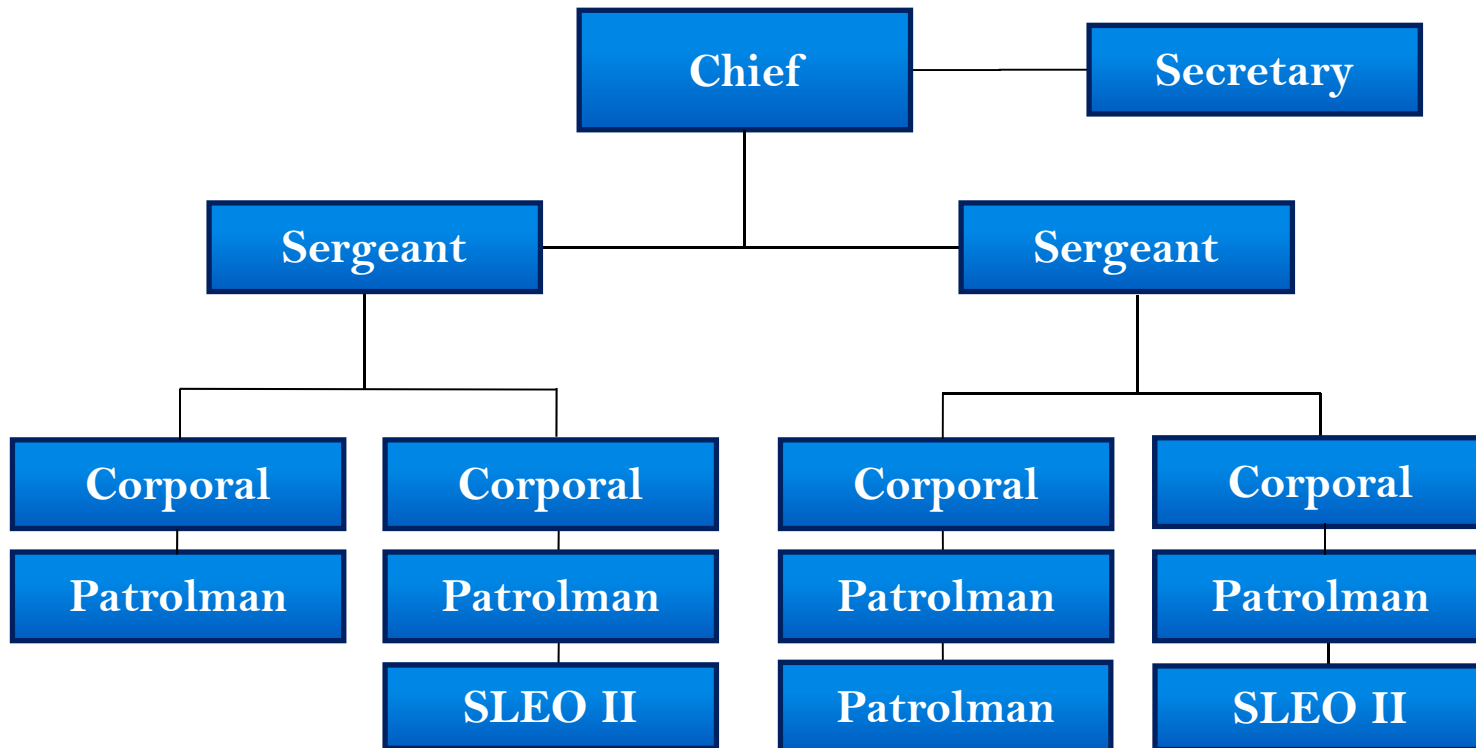 Chief
Secretary
Sergeant
Sergeant
Corporal
Corporal
Corporal
Corporal
Patrolman
Patrolman
Patrolman
Patrolman
SLEO II
Patrolman
SLEO II